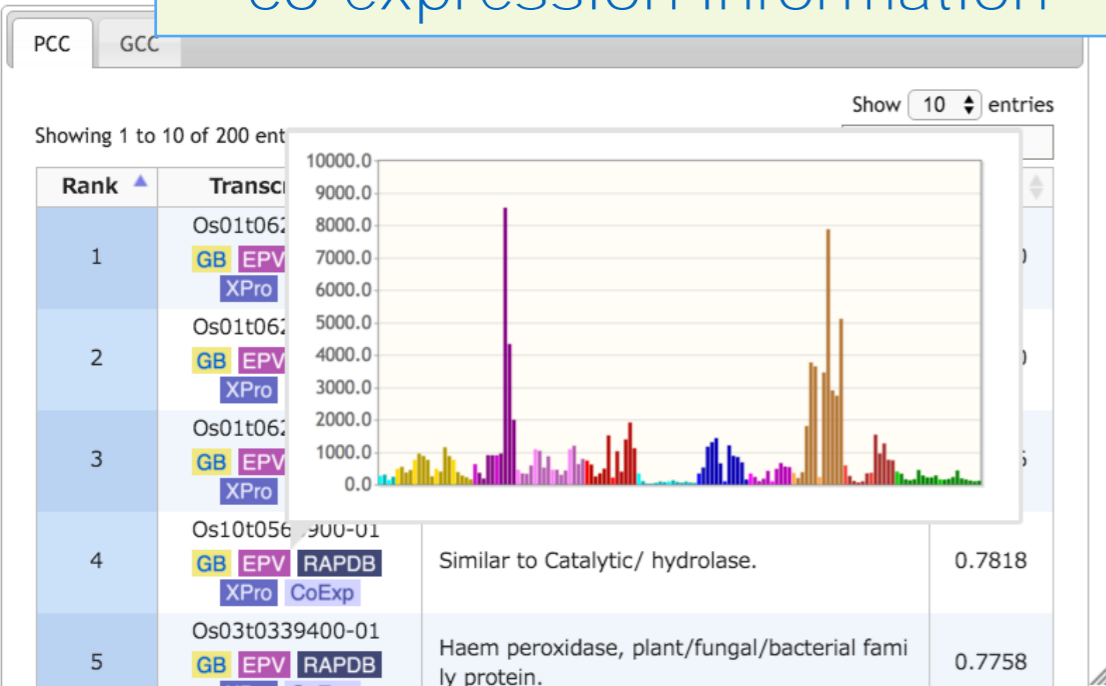 co-expression information
PCC GCC
Show 10 entries
Showing 1 to 10 of 200
Rank
1
GB EPV
XPro
2
GB EPV
XPro
3
GB EPV
XPro
10000.0
9000.0
8000.0
7000.0
6000.0
5000.0
4000.0
3000.0
2000.0
1000.0
0.0
4
GB EPV RAPDB
XPro CoExp
Similar to Catalytic/ hydrolase.
0.7818
5
Os03t0339400-01
GB EPV RAPDB
Haem peroxidase, plant/fungal/bacterial fami
ly protein.
0.7758